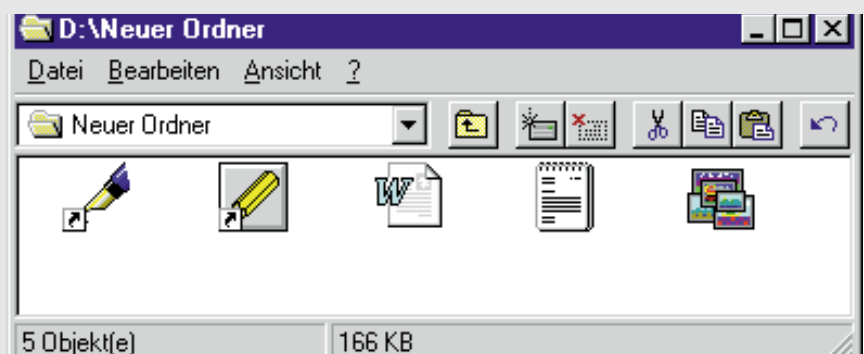 D:\Neuer Ordner
Datei Bearbeiten Ansicht ?
Neuer Ordner
W
5 Objekt(e) 166 KB